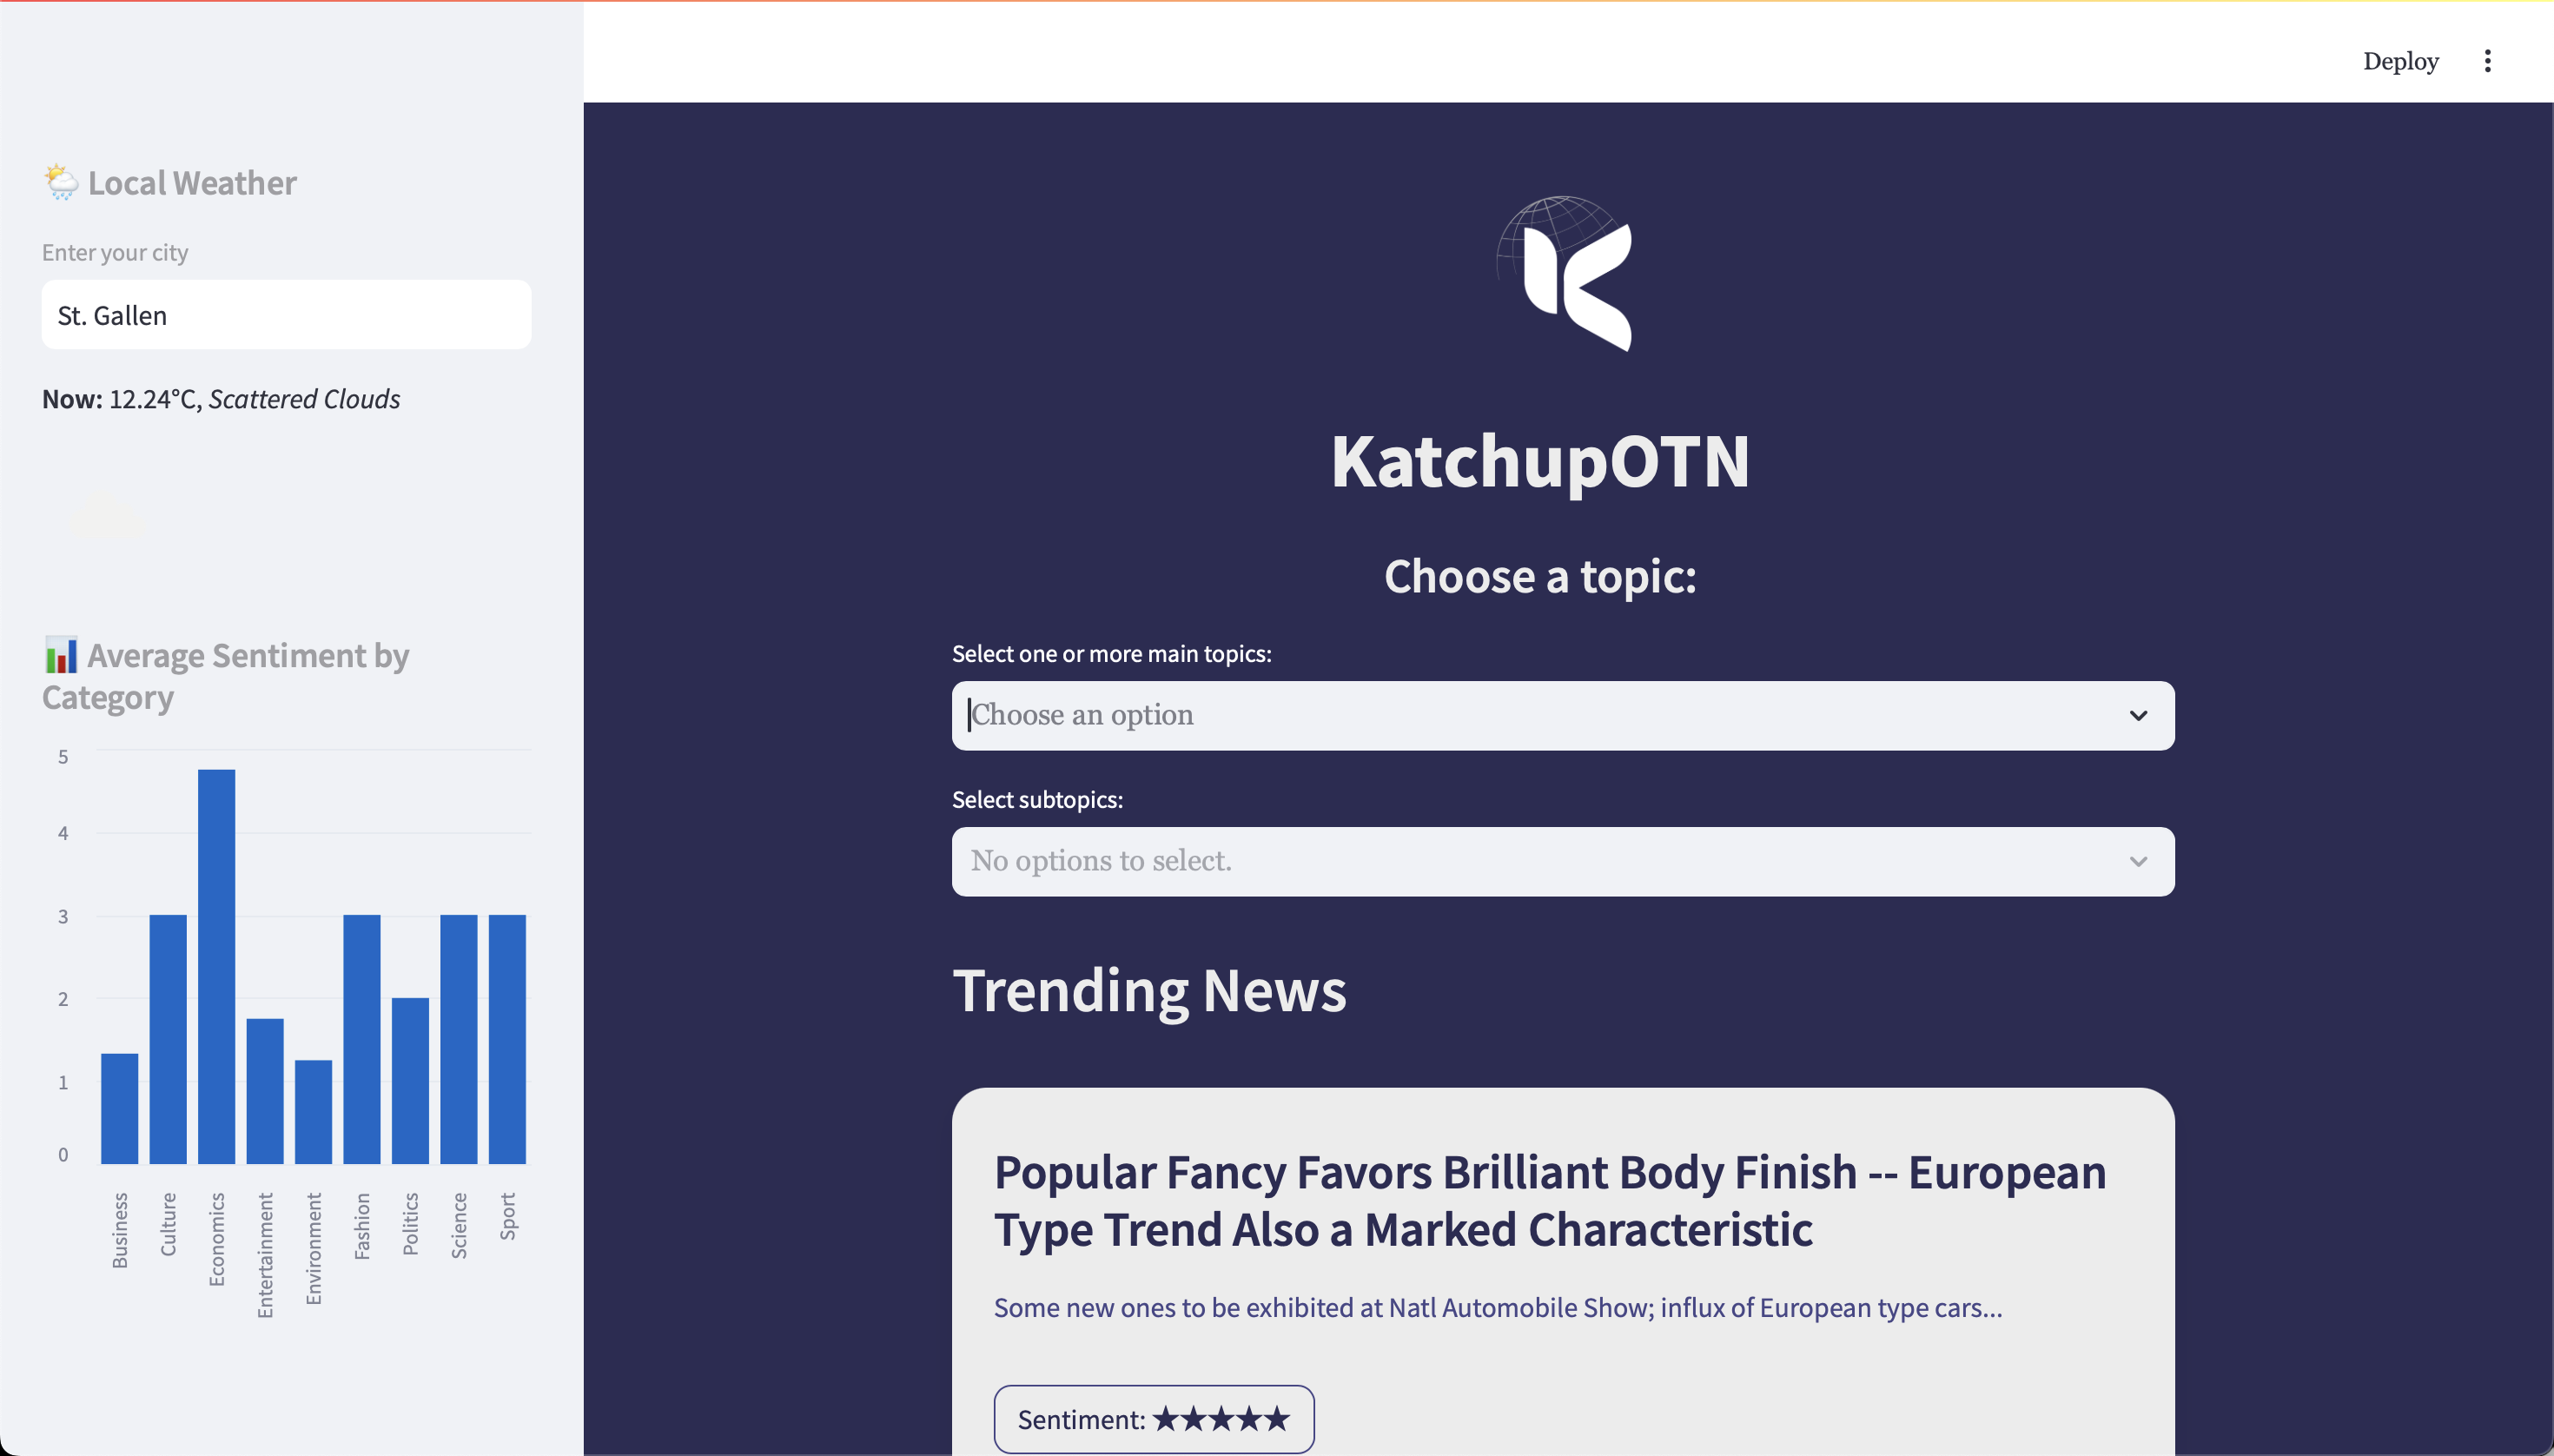 Deploy
Local Weather
Enter your city
St. Gallen
Now: 12.24°C, Scattered Clouds
Average Sentiment by
Category
5
4
3
2
1
0
Business
Culture
Economics
Entertainment
Environment
Fashion
Politics
Science
Sport
KatchupOTN
Choose a topic:
Select one or more main topics:
Choose an option
Select subtopics:
No options to select.
Trending News
Popular Fancy Favors Brilliant Body Finish -- European
Type Trend Also a Marked Characteristic
Some new ones to be exhibited at Natl Automobile Show; influx of European type cars...
Sentiment: ★★★★★